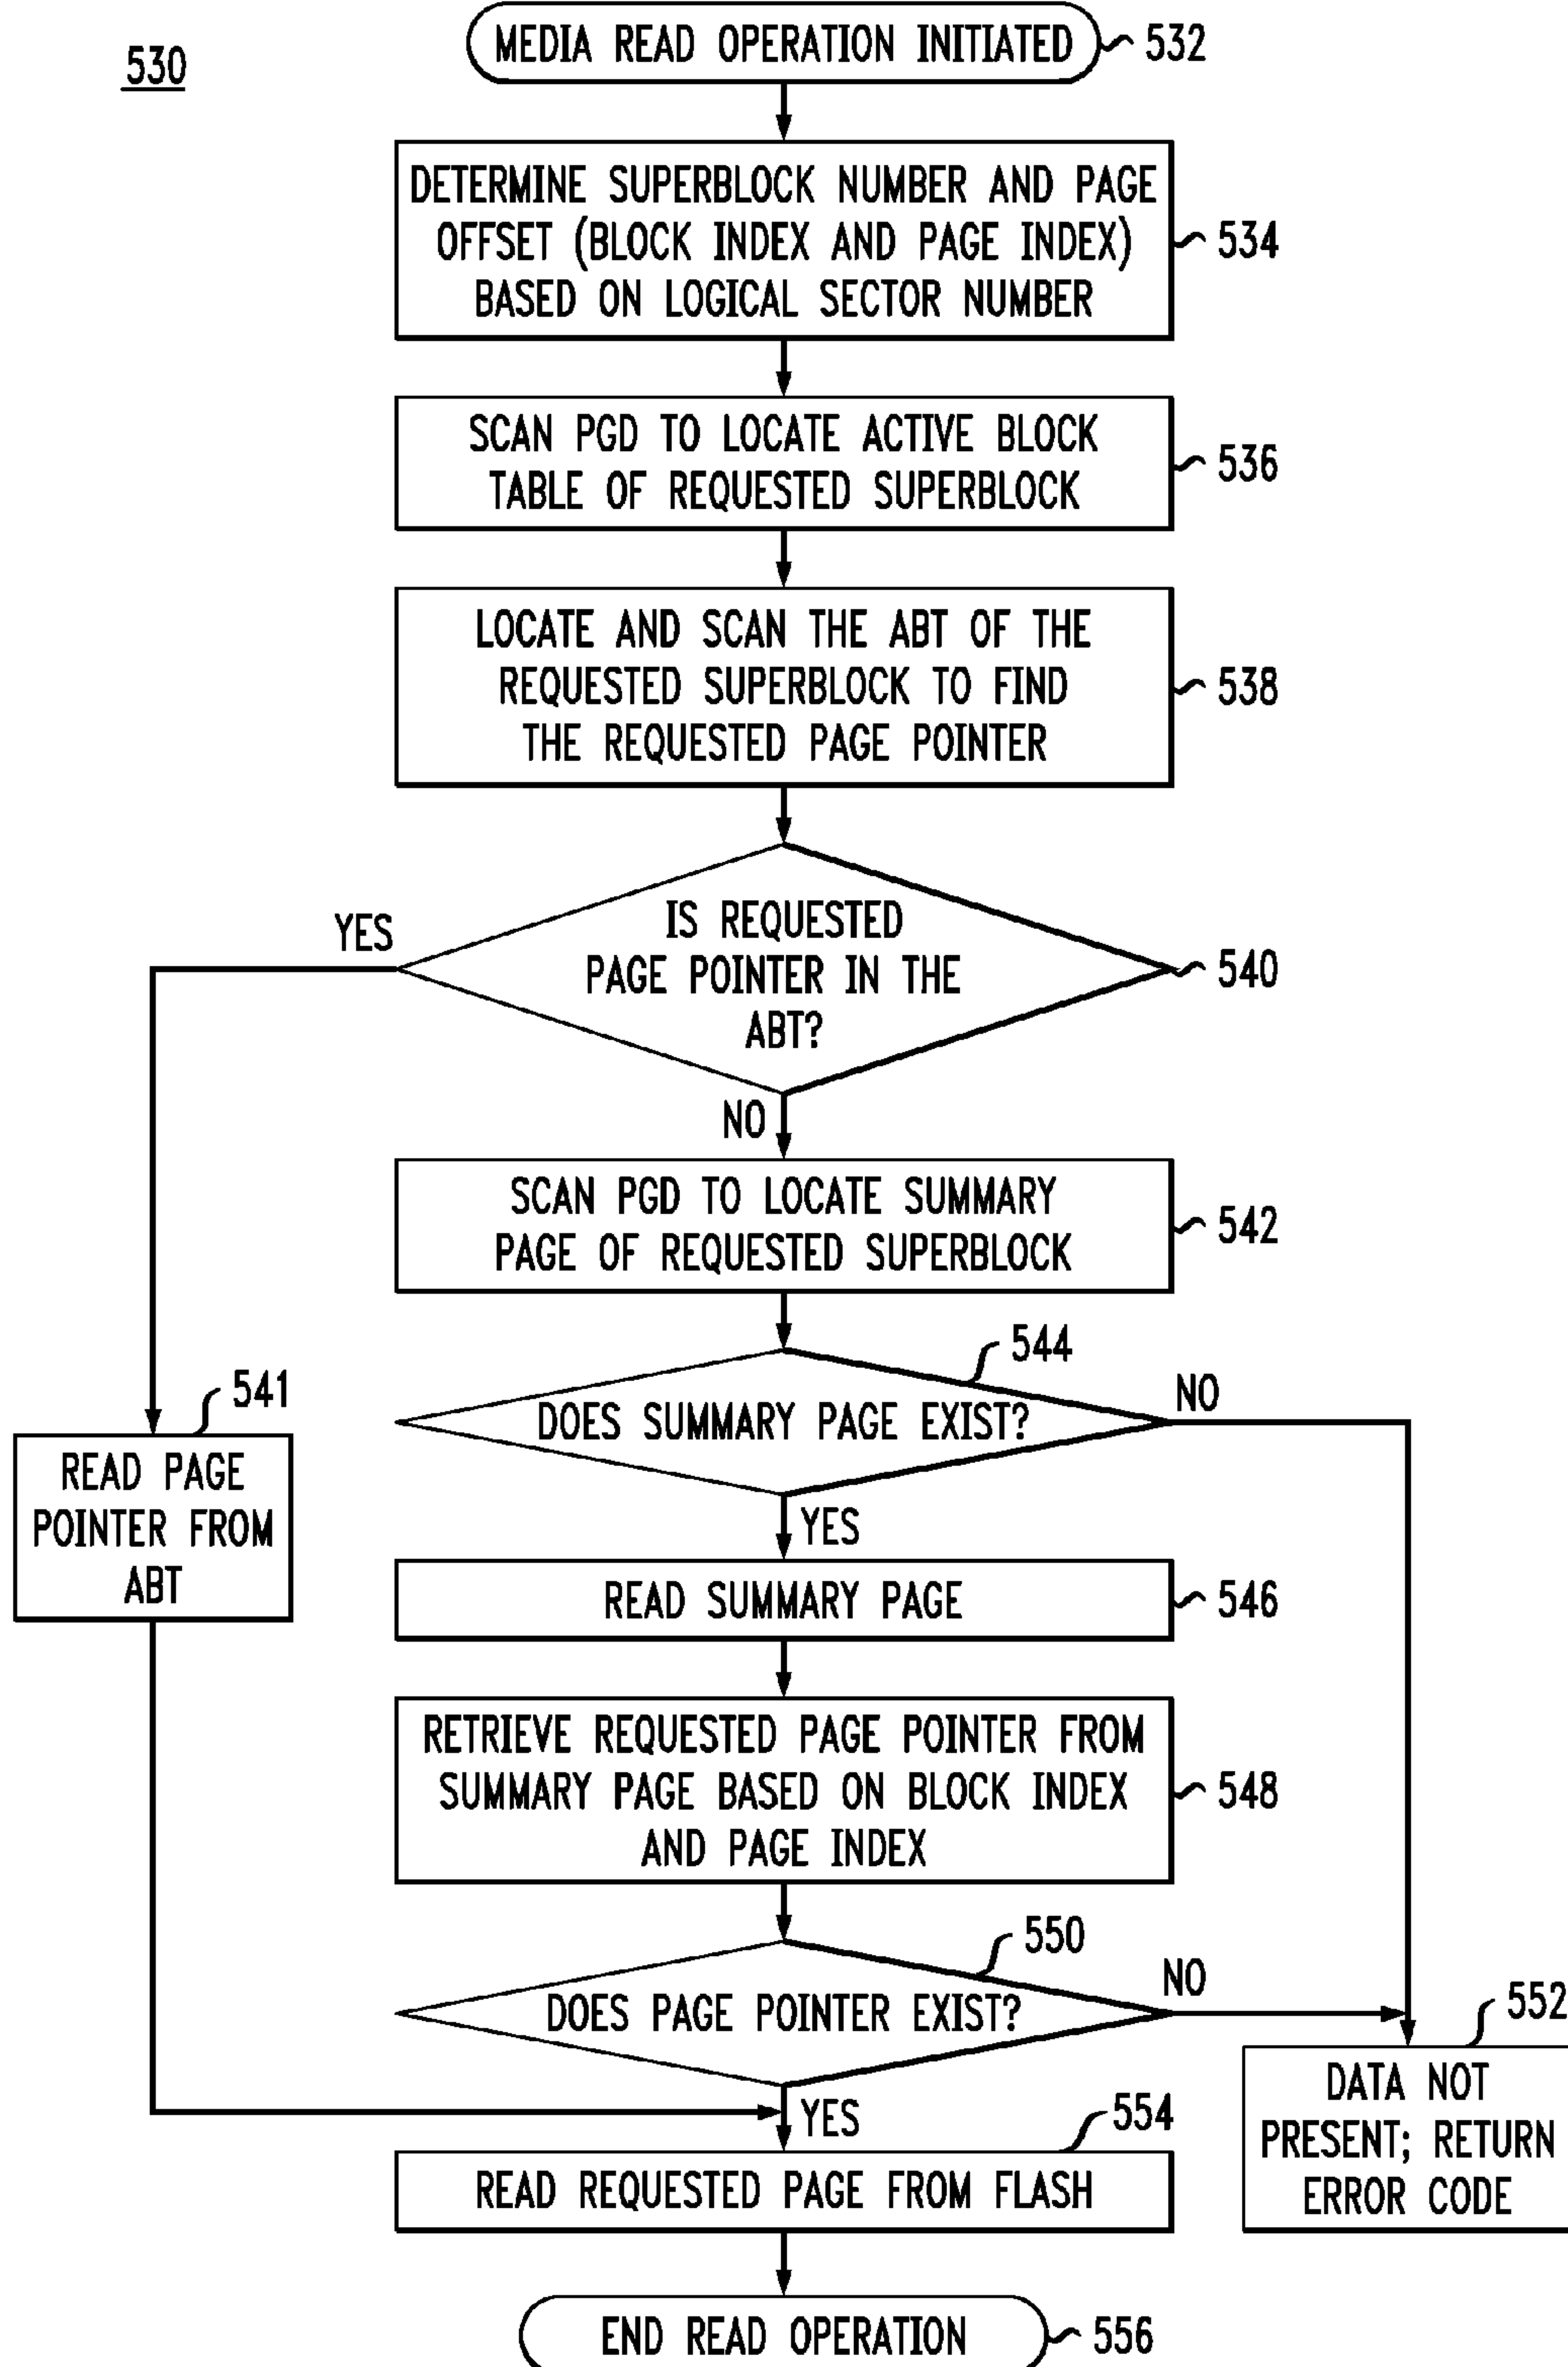 530
MEDIA READ OPERATION INITIATED
532
DETERMINE SUPERBLOCK NUMBER AND PAGE
OFFSET (BLOCK INDEX AND PAGE INDEX)
BASED ON LOGICAL SECTOR NUMBER
534
SCAN PGD TO LOCATE ACTIVE BLOCK
TABLE OF REQUESTED SUPERBLOCK
536
LOCATE AND SCAN THE ABT OF THE
REQUESTED SUPERBLOCK TO FIND
THE REQUESTED PAGE POINTER
538
YES
IS REQUESTED
PAGE POINTER IN THE
ABT?
540
NO
SCAN PGD TO LOCATE SUMMARY
PAGE OF REQUESTED SUPERBLOCK
542
544
DOES SUMMARY PAGE EXIST?
NO
541
READ PAGE
POINTER FROM
ABT
YES
READ SUMMARY PAGE
546
RETRIEVE REQUESTED PAGE POINTER FROM
SUMMARY PAGE BASED ON BLOCK INDEX
AND PAGE INDEX
548
550
DOES PAGE POINTER EXIST?
NO
552
DATA NOT
PRESENT; RETURN
ERROR CODE
YES
554
READ REQUESTED PAGE FROM FLASH
END READ OPERATION
556